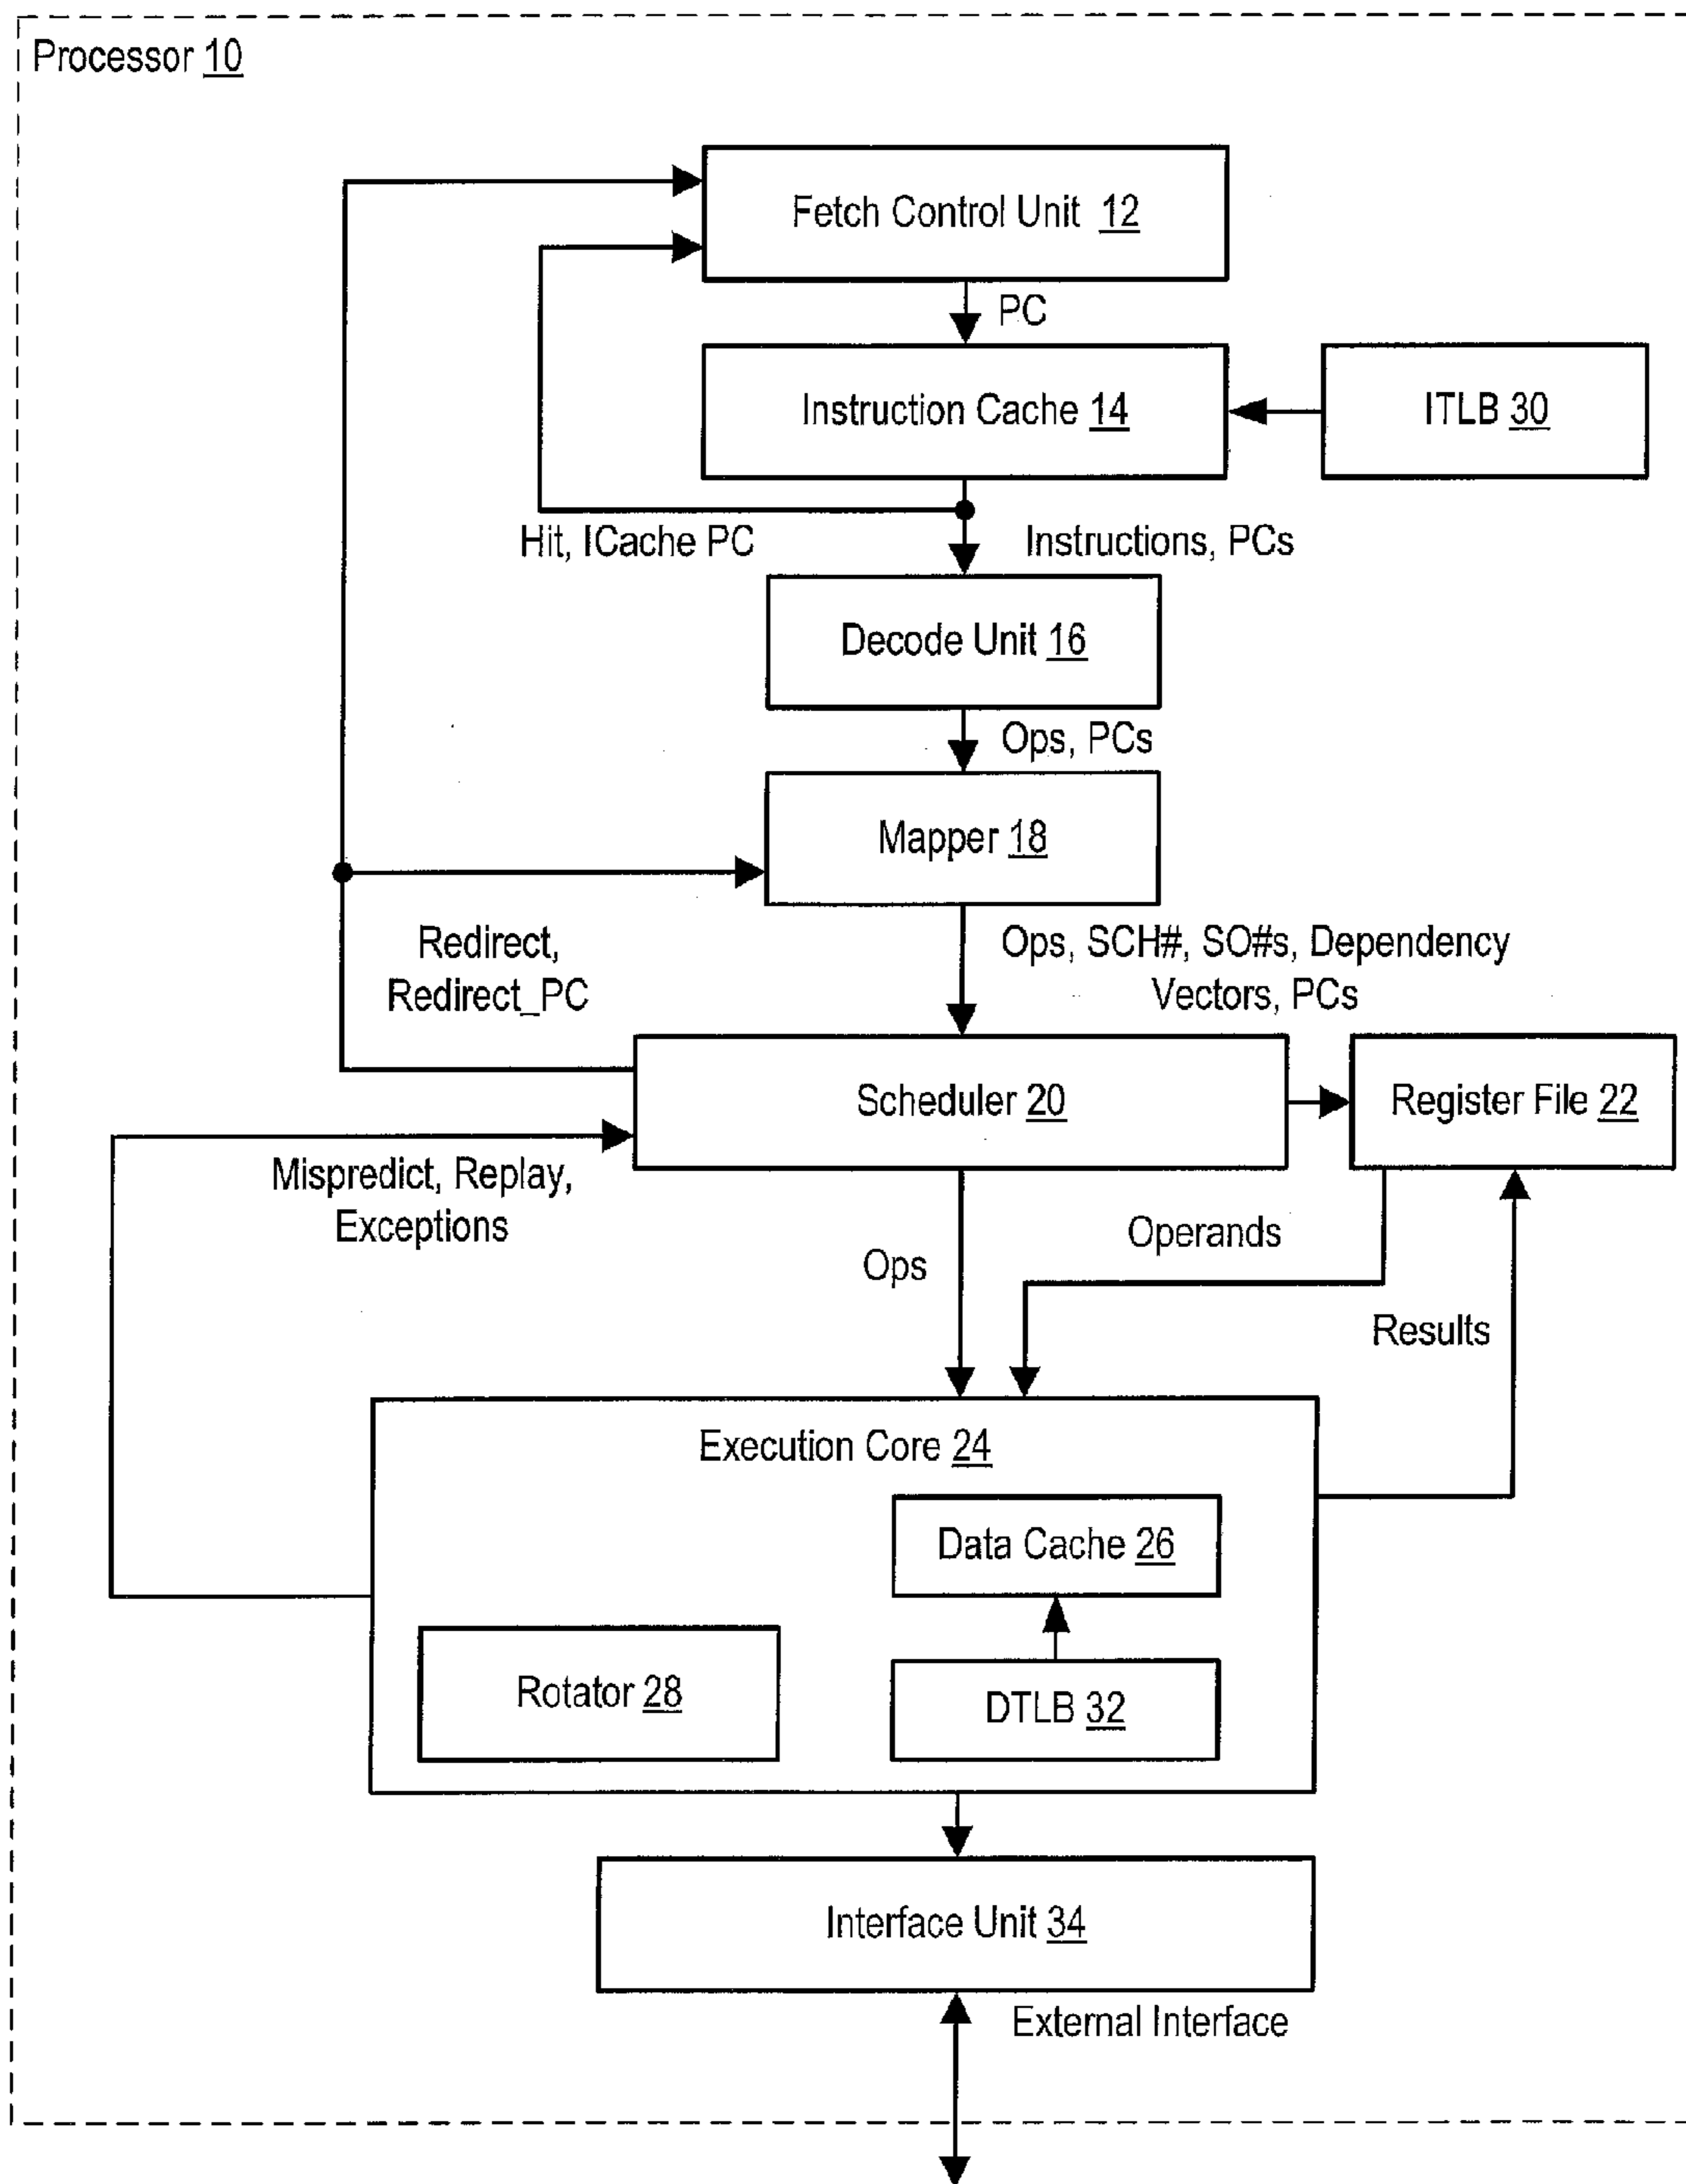 Processor 10
Fetch Control Unit 12
PC
Instruction Cache 14
ITLB 30
Hit, ICache PC
Instructions, PCs
Decode Unit 16
Ops, PCs
Mapper 18
Redirect,
Redirect_PC
Ops, SCH#, SO#s, Dependency
Vectors, PCs
Scheduler 20
Register File 22
Mispredict, Replay,
Exceptions
Ops
Operands
Results
Execution Core 24
Data Cache 26
Rotator 28
DTLB 32
Interface Unit 34
External Interface